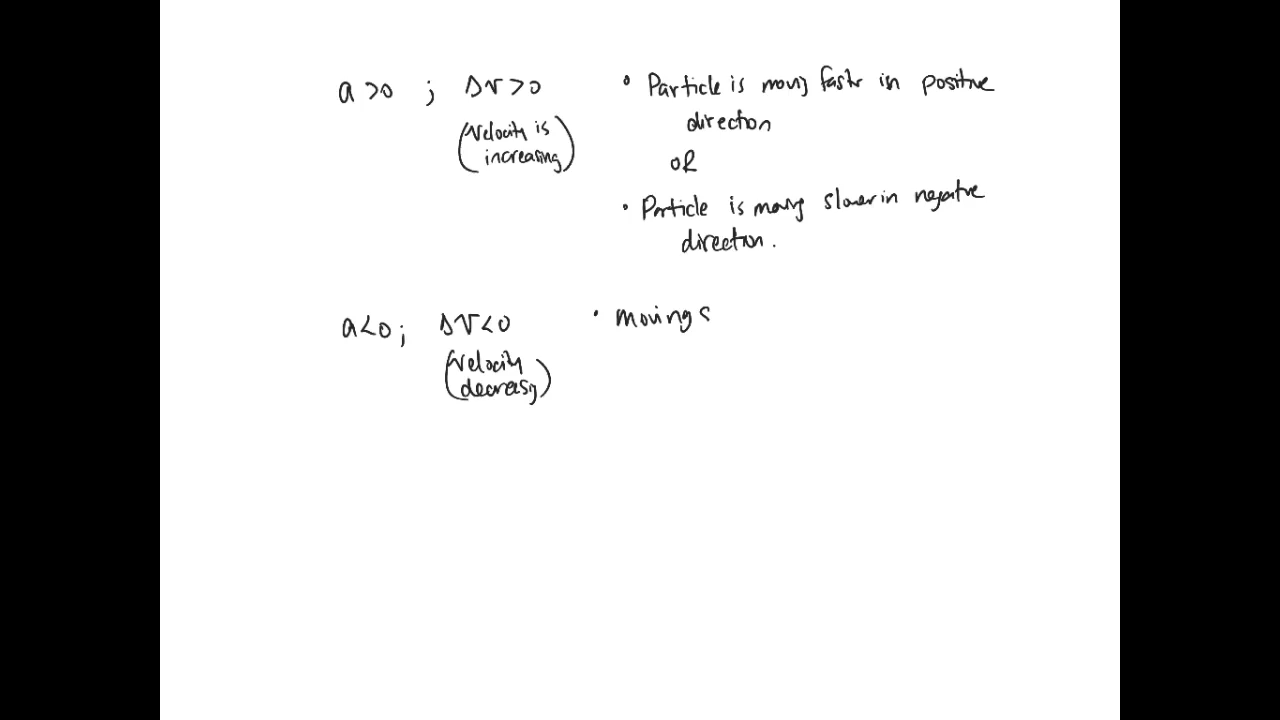 a>0 ; Δv>0 • Particle is moving faster in positive
(velocity is direction
increasing) OR
• Particle is moving slower in negative
direction.
a<0; Δv<0 • moving s
(velocity
decreasing)